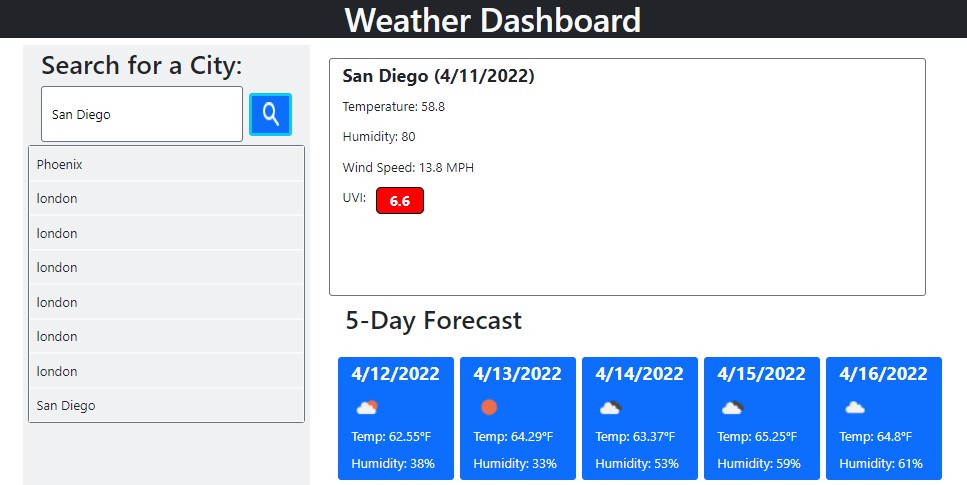 Weather Dashboard
Search for a City:
San Diego
Phoenix
london
london
london
london
london
london
San Diego
San Diego (4/11/2022)
Temperature: 58.8
Humidity: 80
Wind Speed: 13.8 MPH
UVI: 6.6
5-Day Forecast
4/12/2022
Temp: 62.55°F
Humidity: 38%
4/13/2022
Temp: 64.29°F
Humidity: 33%
4/14/2022
Temp: 63.37°F
Humidity: 53%
4/15/2022
Temp: 65.25°F
Humidity: 59%
4/16/2022
Temp: 64.8°F
Humidity: 61%